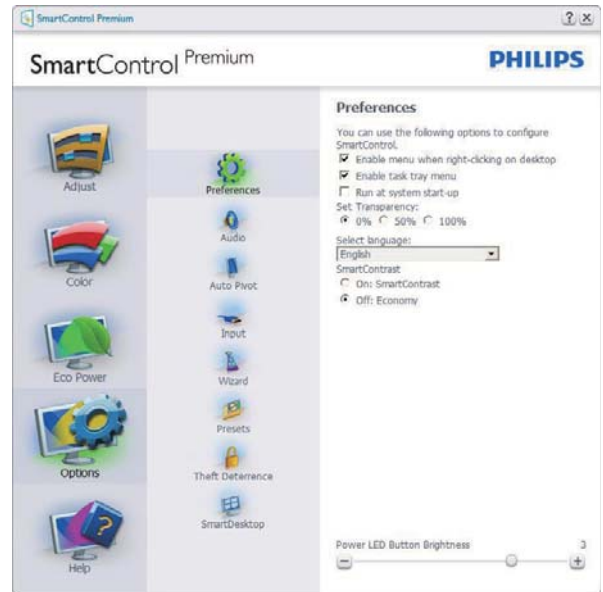 SmartControl Premium
? x
SmartControl Premium
PHILIPS
Adjust
Color
Eco Power
Options
Help
Preferences
Audio
Auto Pivot
Input
Wizard
Presets
Theft Deterrence
SmartDesktop
Preferences
You can use the following options to configure
SmartControl.
Enable menu when right-clicking on desktop
Enable task tray menu
Run at system start-up
Set Transparency:
0% 50% 100%
Select language:
English
SmartContrast
On: SmartContrast
Off: Economy
Power LED Button Brightness 3
- +